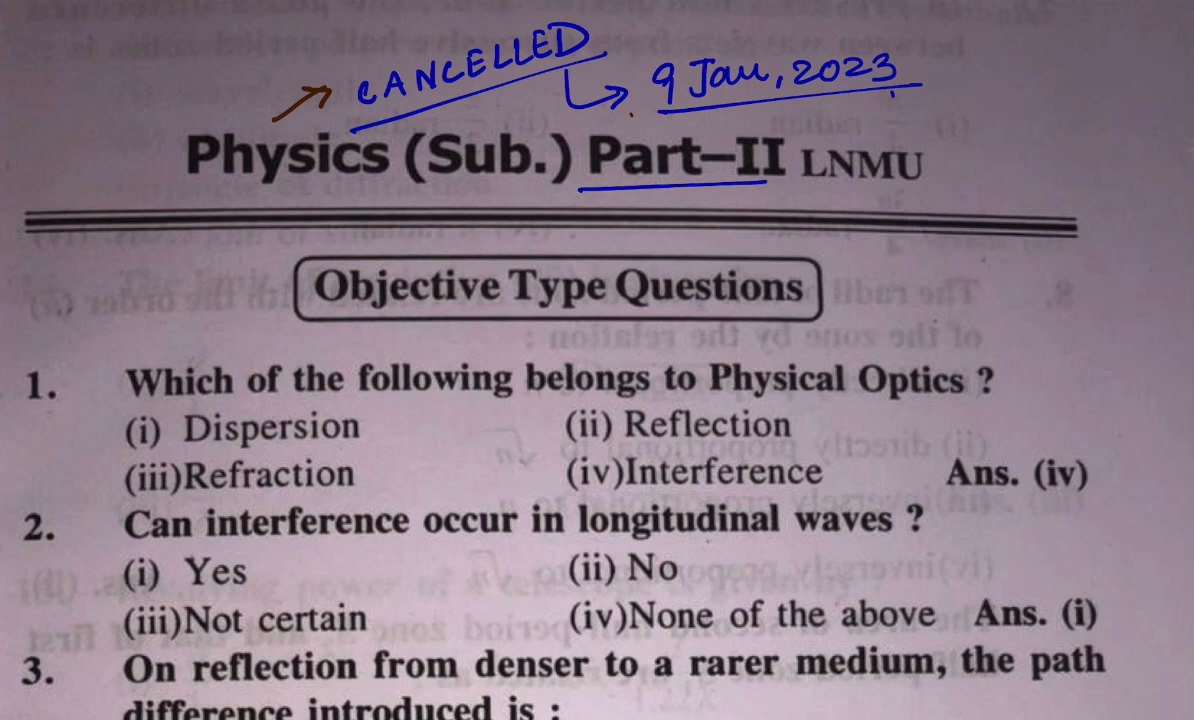 CANCELLED
9 Jan, 2023
Physics (Sub.) Part–II LNMU
Objective Type Questions
1. Which of the following belongs to Physical Optics ?
(i) Dispersion (ii) Reflection
(iii)Refraction (iv)Interference Ans. (iv)
2. Can interference occur in longitudinal waves ?
(i) Yes (ii) No
(iii)Not certain (iv)None of the above Ans. (i)
3. On reflection from denser to a rarer medium, the path
difference introduced is :